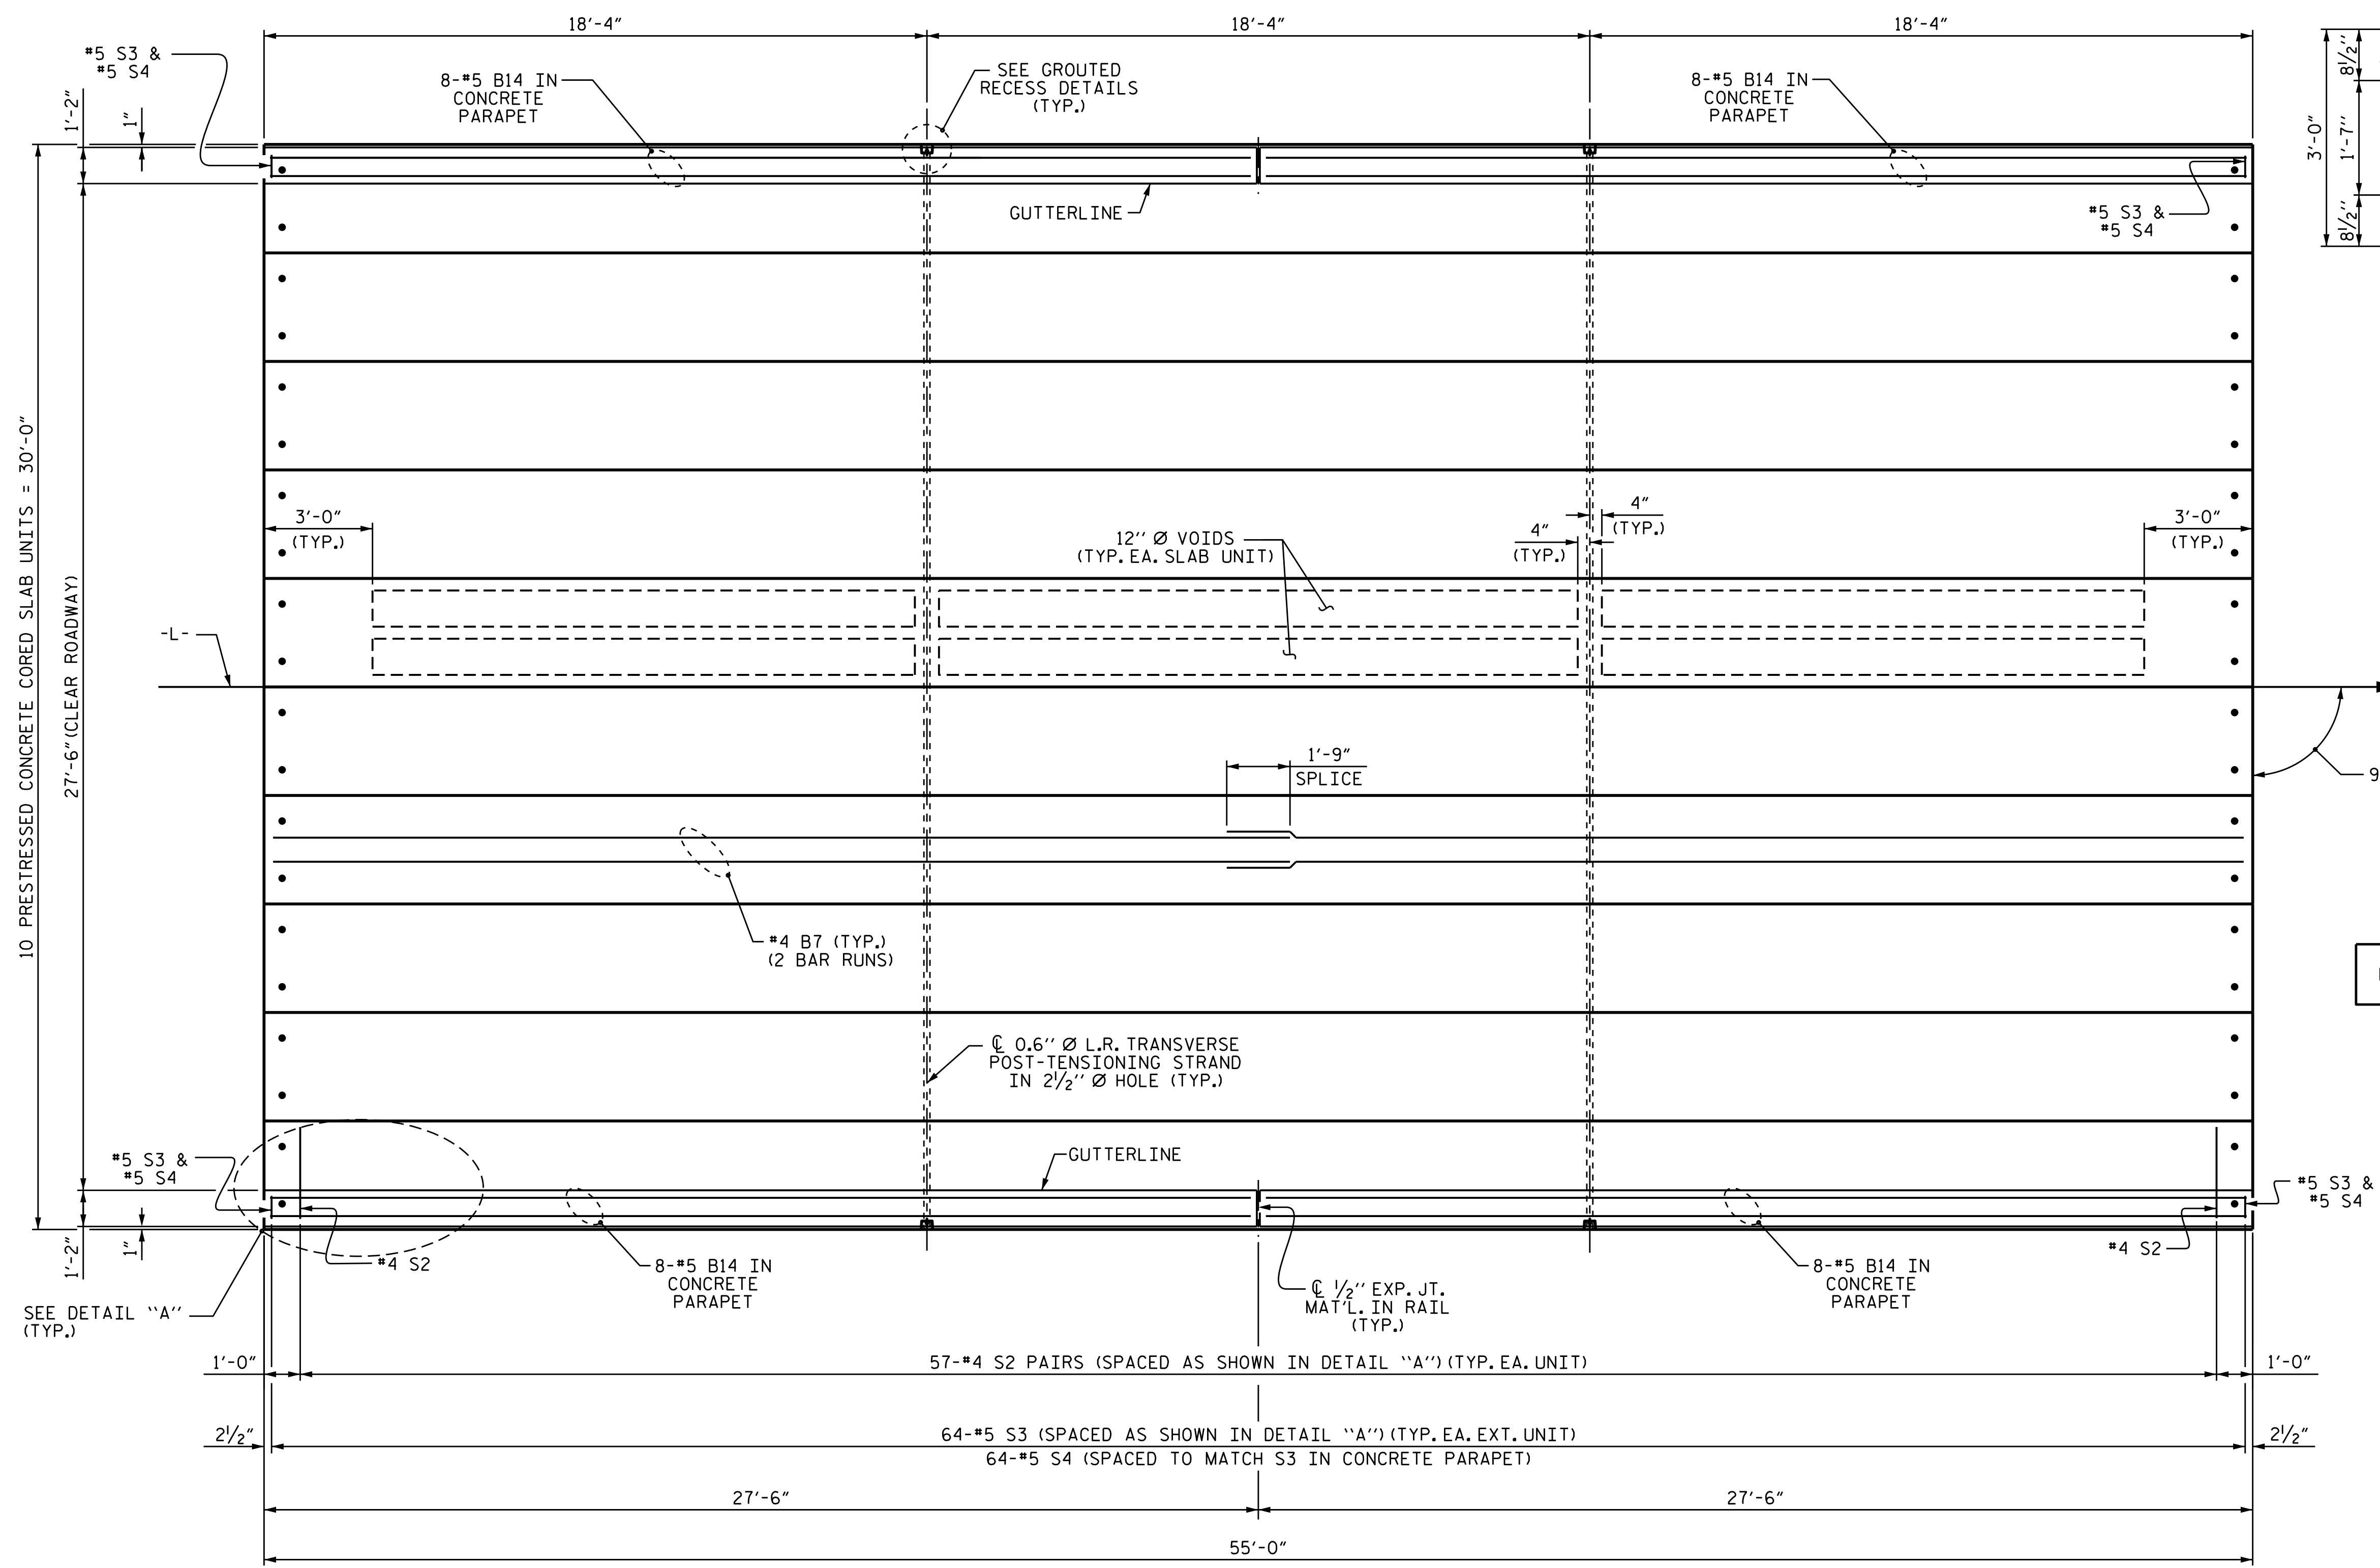 18'-4"
18'-4"
18'-4"
#5 S3 &
#5 S4
8-#5 B14 IN
CONCRETE
PARAPET
SEE GROUTED
RECESS DETAILS
(TYP.)
8-#5 B14 IN
CONCRETE
PARAPET
1'-2"
1"
8½"
1'-7"
8½"
3'-0"
GUTTERLINE
#5 S3 &
#5 S4
10 PRESTRESSED CONCRETE CORED SLAB UNITS = 30'-0"
27'-6" (CLEAR ROADWAY)
3'-0"
(TYP.)
12" Ø VOIDS
(TYP. EA. SLAB UNIT)
4"
(TYP.)
4"
(TYP.)
3'-0"
(TYP.)
-L-
1'-9"
SPLICE
9
#4 B7 (TYP.)
(2 BAR RUNS)
℄ 0.6" Ø L.R. TRANSVERSE
POST-TENSIONING STRAND
IN 2½" Ø HOLE (TYP.)
#5 S3 &
#5 S4
GUTTERLINE
#5 S3 &
#5 S4
1'-2"
1"
#4 S2
8-#5 B14 IN
CONCRETE
PARAPET
℄ ½" EXP. JT.
MAT'L. IN RAIL
(TYP.)
8-#5 B14 IN
CONCRETE
PARAPET
#4 S2
SEE DETAIL "A"
(TYP.)
1'-0"
57-#4 S2 PAIRS (SPACED AS SHOWN IN DETAIL "A") (TYP. EA. UNIT)
1'-0"
2½"
64-#5 S3 (SPACED AS SHOWN IN DETAIL "A") (TYP. EA. EXT. UNIT)
64-#5 S4 (SPACED TO MATCH S3 IN CONCRETE PARAPET)
2½"
27'-6"
27'-6"
55'-0"